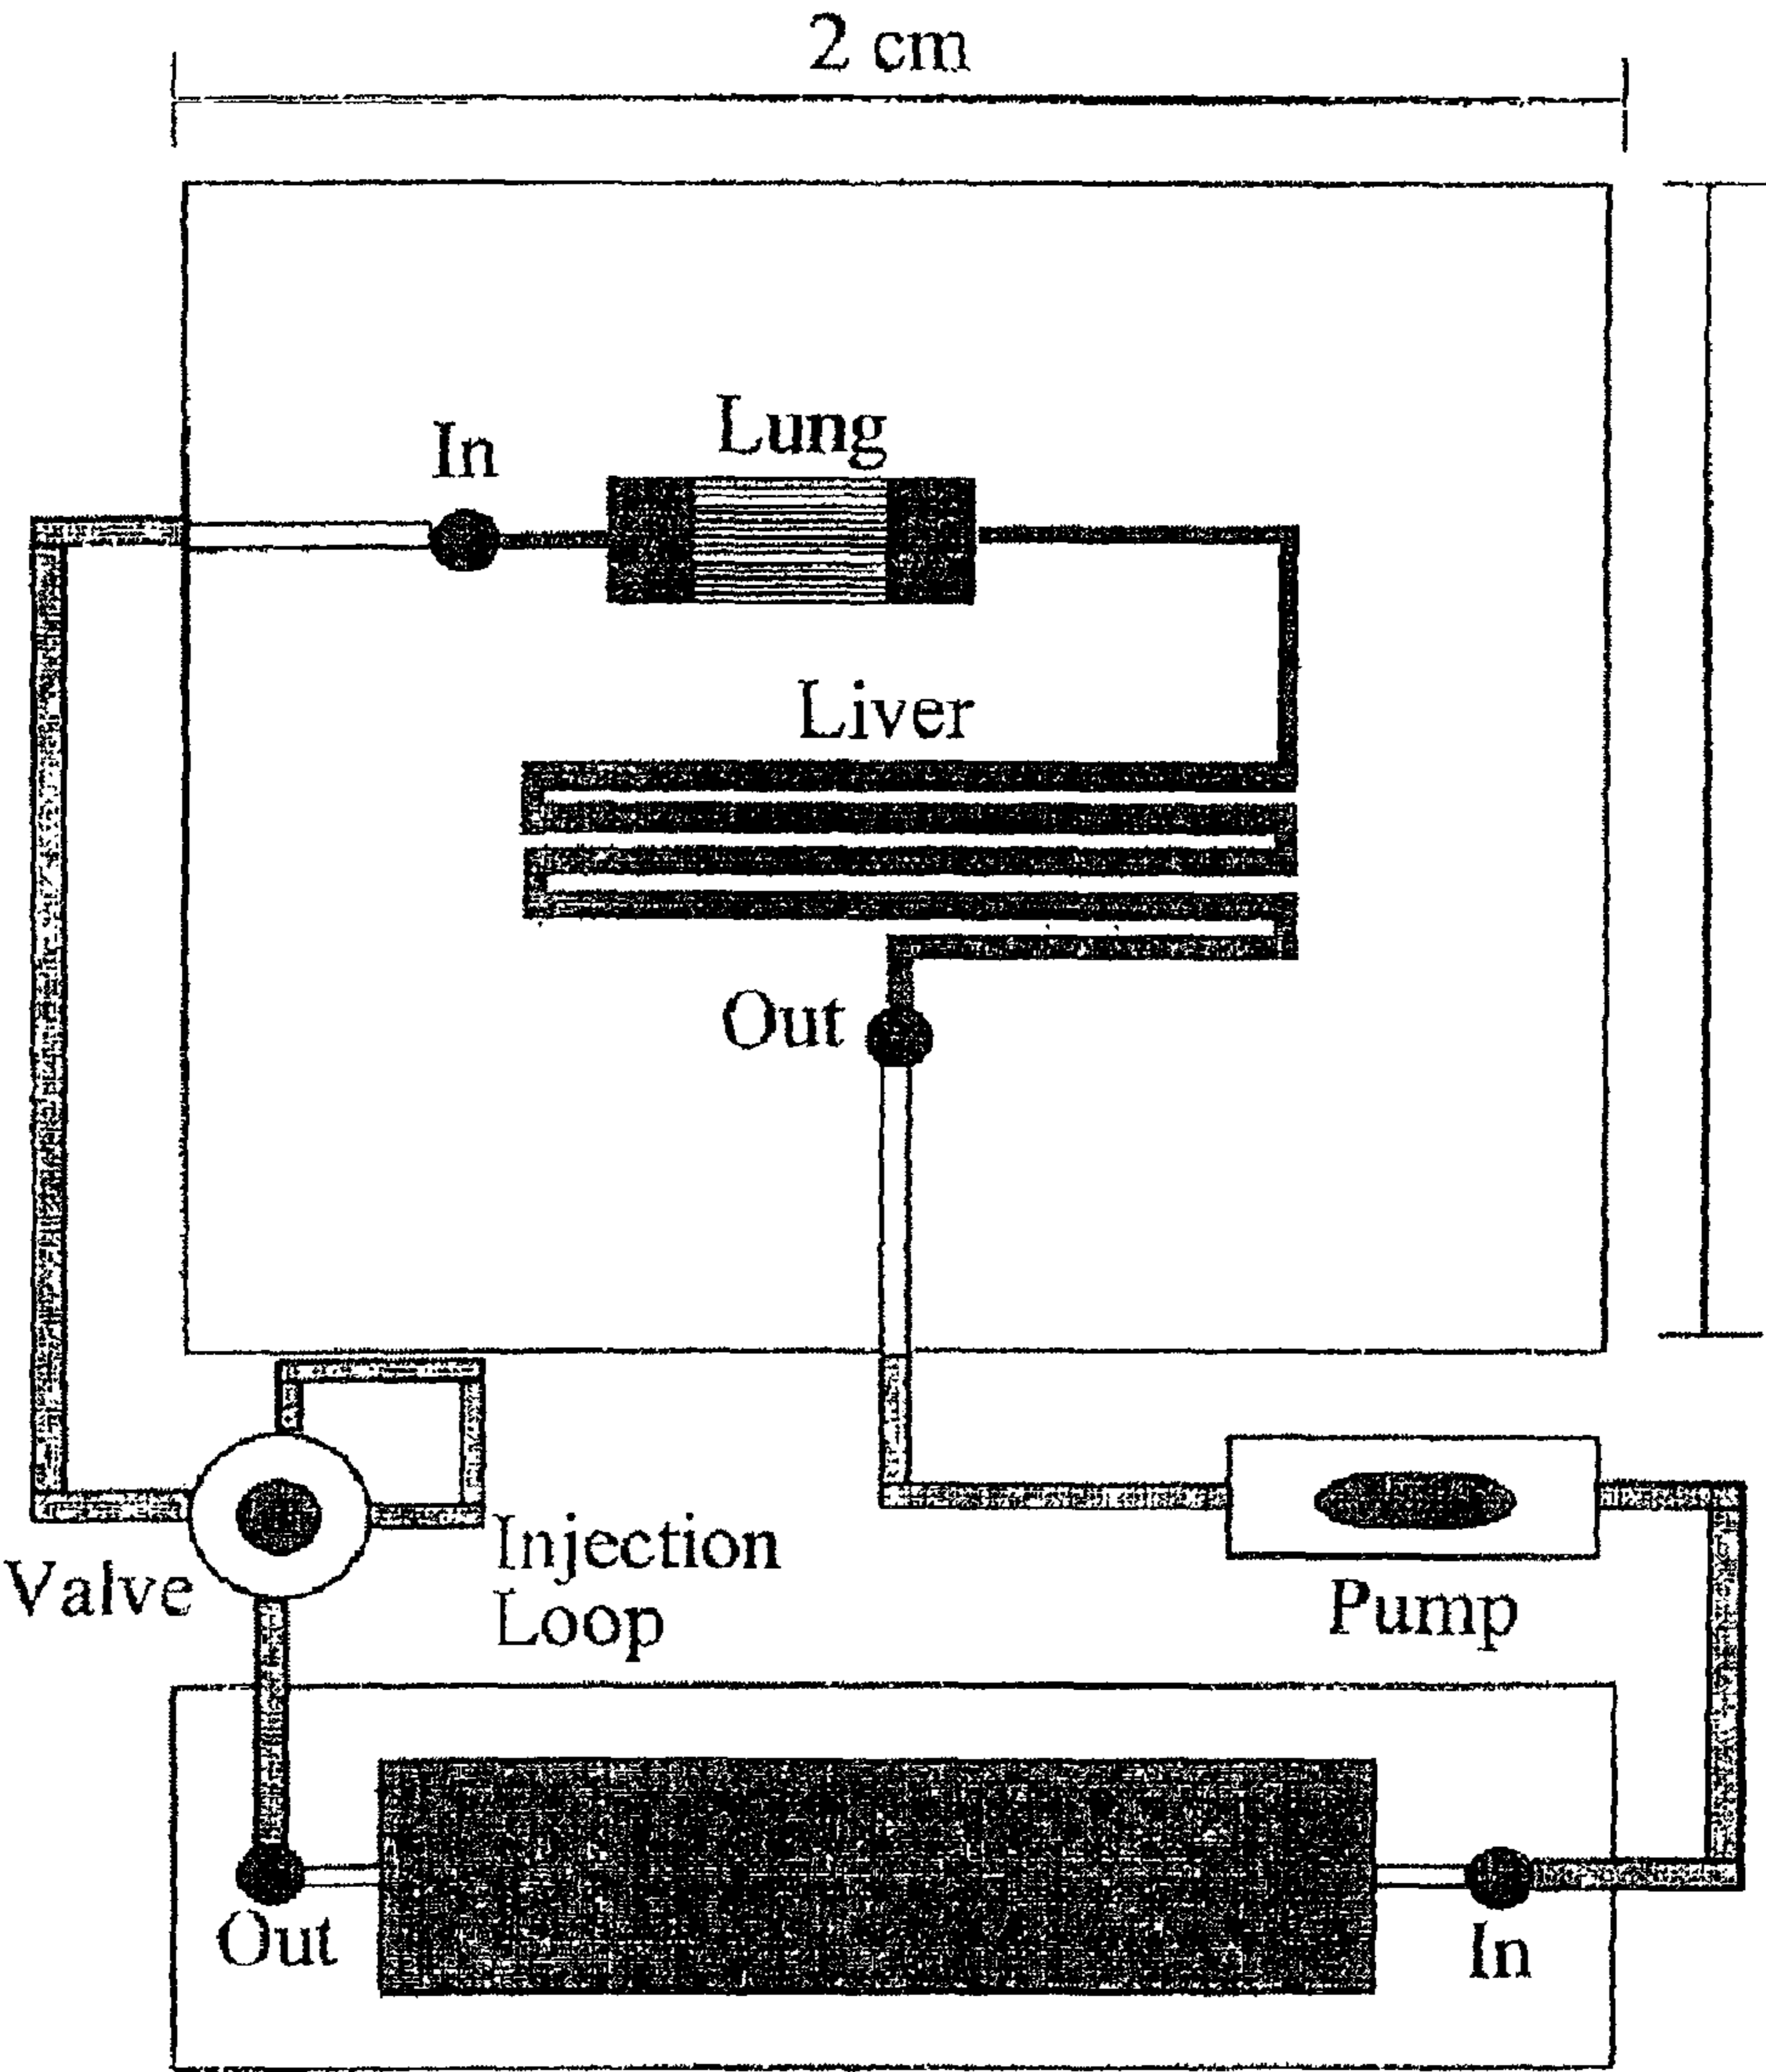 2 cm
In
Lung
Liver
Out
Valve
Injection
Loop
Pump
Out
In